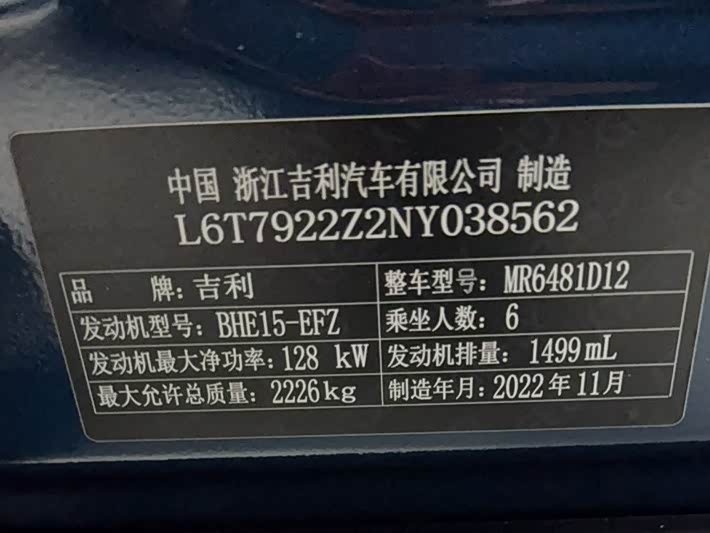 中国 浙江吉利汽车有限公司 制造
L6T7922Z2NY038562
品 牌: 吉利 整车型号: MR6481D12
发动机型号: BHE15-EFZ 乘坐人数: 6
发动机最大净功率: 128 kW 发动机排量: 1499mL
最大允许总质量: 2226kg 制造年月: 2022年11月